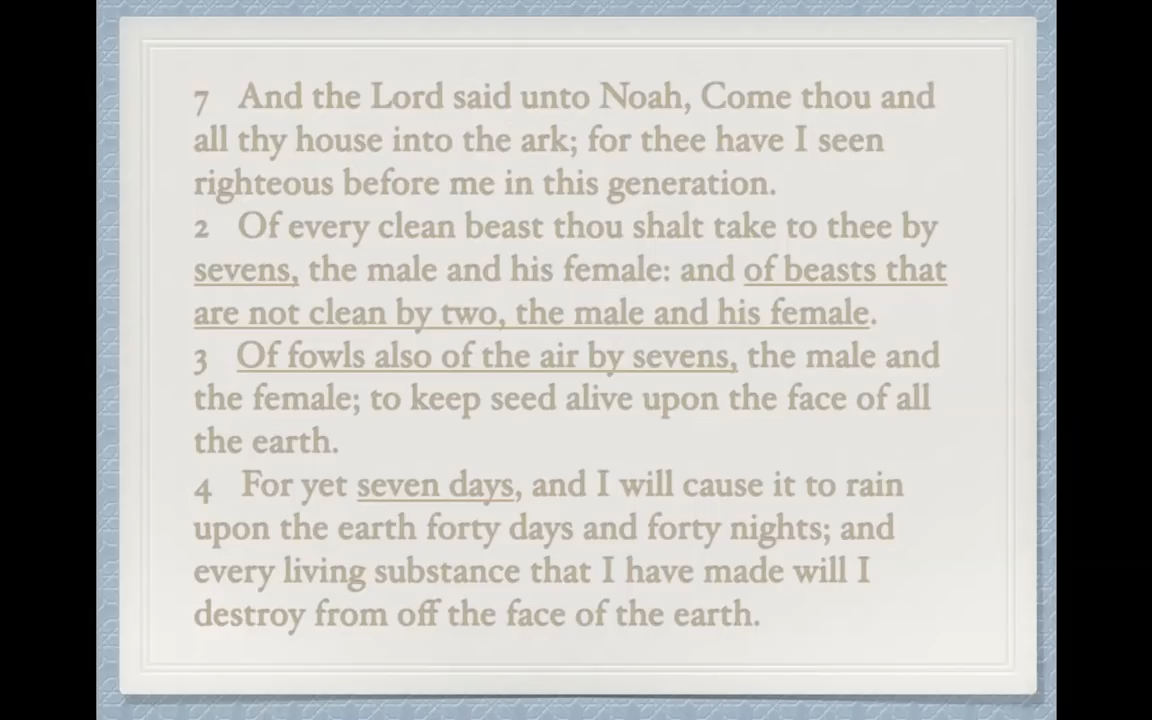 7 And the Lord said unto Noah, Come thou and
all thy house into the ark; for thee have I seen
righteous before me in this generation.
2 Of every clean beast thou shalt take to thee by
sevens, the male and his female: and of beasts that
are not clean by two, the male and his female.
3 Of fowls also of the air by sevens, the male and
the female; to keep seed alive upon the face of all
the earth.
4 For yet seven days, and I will cause it to rain
upon the earth forty days and forty nights; and
every living substance that I have made will I
destroy from off the face of the earth.